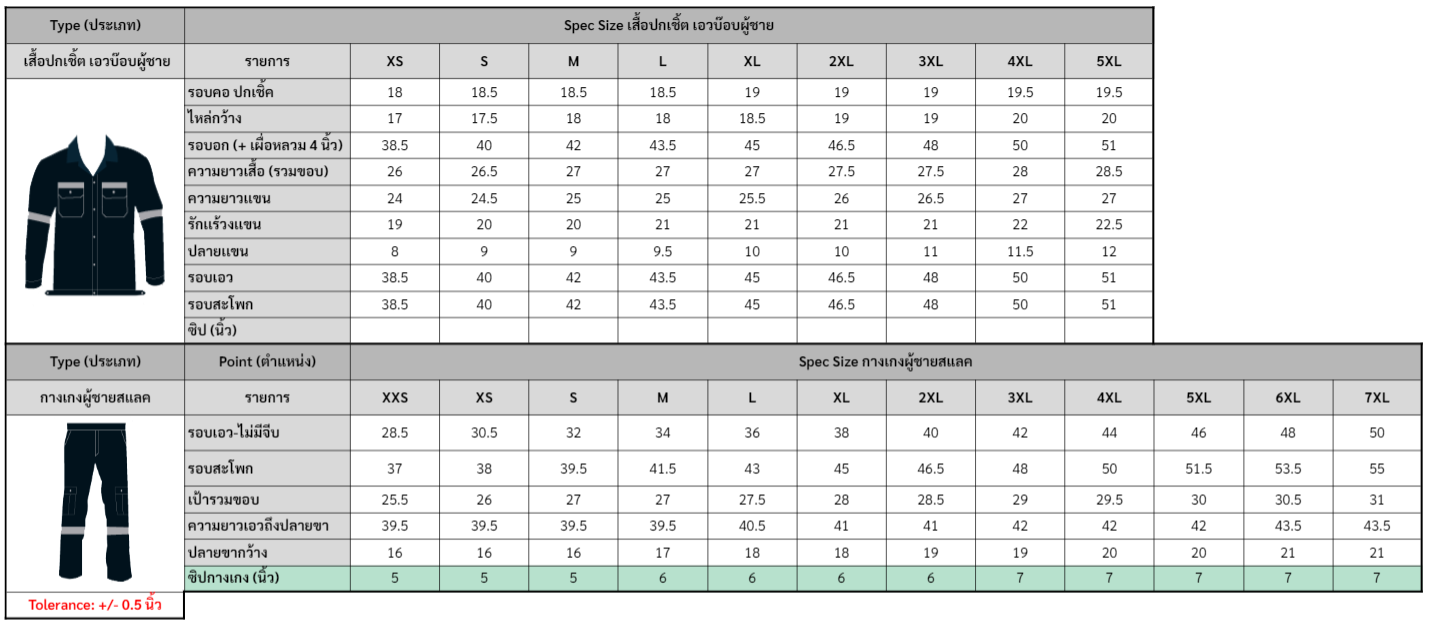 Type (ประเภท) Spec Size เสื้อปกเชิ้ต เอวบ๊อบผู้ชาย
เสื้อปกเชิ้ต เอวบ๊อบผู้ชาย รายการ XS S M L XL 2XL 3XL 4XL 5XL
รอบคอ ปกเชิ้ค 18 18.5 18.5 18.5 19 19 19 19.5 19.5
ไหล่กว้าง 17 17.5 18 18 18.5 19 19 20 20
รอบอก (+ เผื่อหลวม 4 นิ้ว) 38.5 40 42 43.5 45 46.5 48 50 51
ความยาวเสื้อ (รวมขอบ) 26 26.5 27 27 27 27.5 27.5 28 28.5
ความยาวแขน 24 24.5 25 25 25.5 26 26.5 27 27
รักแร้วงแขน 19 20 20 21 21 21 21 22 22.5
ปลายแขน 8 9 9 9.5 10 10 11 11.5 12
รอบเอว 38.5 40 42 43.5 45 46.5 48 50 51
รอบสะโพก 38.5 40 42 43.5 45 46.5 48 50 51
ซิป (นิ้ว)
Type (ประเภท) Point (ตำแหน่ง) Spec Size กางเกงผู้ชายสแลค
กางเกงผู้ชายสแลค รายการ XXS XS S M L XL 2XL 3XL 4XL 5XL 6XL 7XL
รอบเอว-ไม่มีจีบ 28.5 30.5 32 34 36 38 40 42 44 46 48 50
รอบสะโพก 37 38 39.5 41.5 43 45 46.5 48 50 51.5 53.5 55
เป้ารวมขอบ 25.5 26 27 27 27.5 28 28.5 29 29.5 30 30.5 31
ความยาวเอวถึงปลายขา 39.5 39.5 39.5 39.5 40.5 41 41 42 42 42 43.5 43.5
ปลายขากว้าง 16 16 16 17 18 18 19 19 20 20 21 21
ซิปกางเกง (นิ้ว) 5 5 5 6 6 6 6 7 7 7 7 7
Tolerance: +/- 0.5 นิ้ว